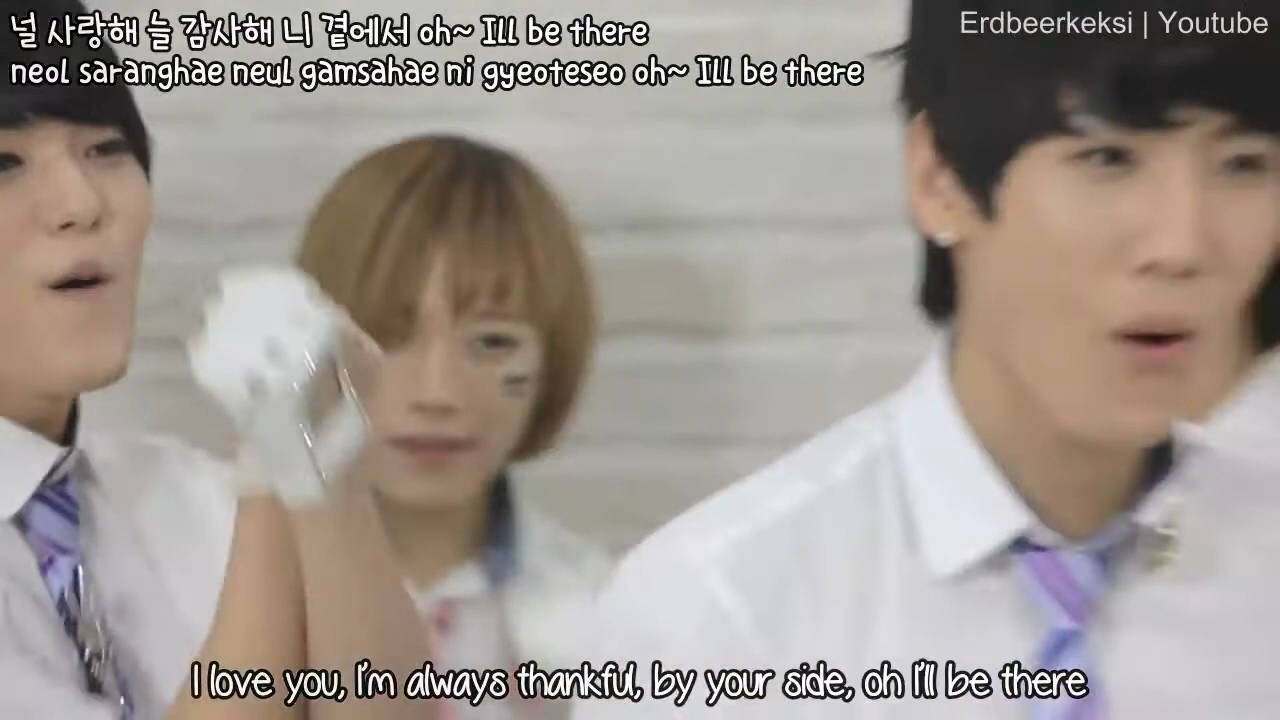 널 사랑해 늘 감사해 니 곁에서 oh~ Ill be there
neol saranghae neul gamsahae ni gyeoteseo oh~ Ill be there
Erdbeerkeksi | Youtube
I love you, I'm always thankful, by your side, oh I'll be there